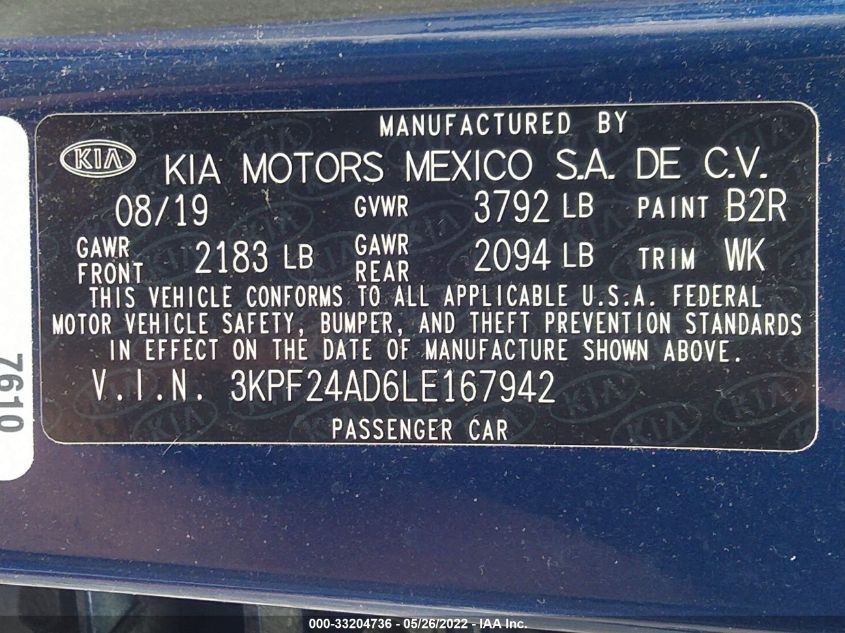 MANUFACTURED BY
KIA KIA MOTORS MEXICO S.A. DE C.V.
08/19 GVWR 3792 LB PAINT B2R
GAWR FRONT 2183 LB GAWR REAR 2094 LB TRIM WK
THIS VEHICLE CONFORMS TO ALL APPLICABLE U.S.A. FEDERAL
MOTOR VEHICLE SAFETY, BUMPER, AND THEFT PREVENTION STANDARDS
IN EFFECT ON THE DATE OF MANUFACTURE SHOWN ABOVE.
V.I.N. 3KPF24AD6LE167942
PASSENGER CAR
7610
000-33204736 - 05/26/2022 - IAA Inc.